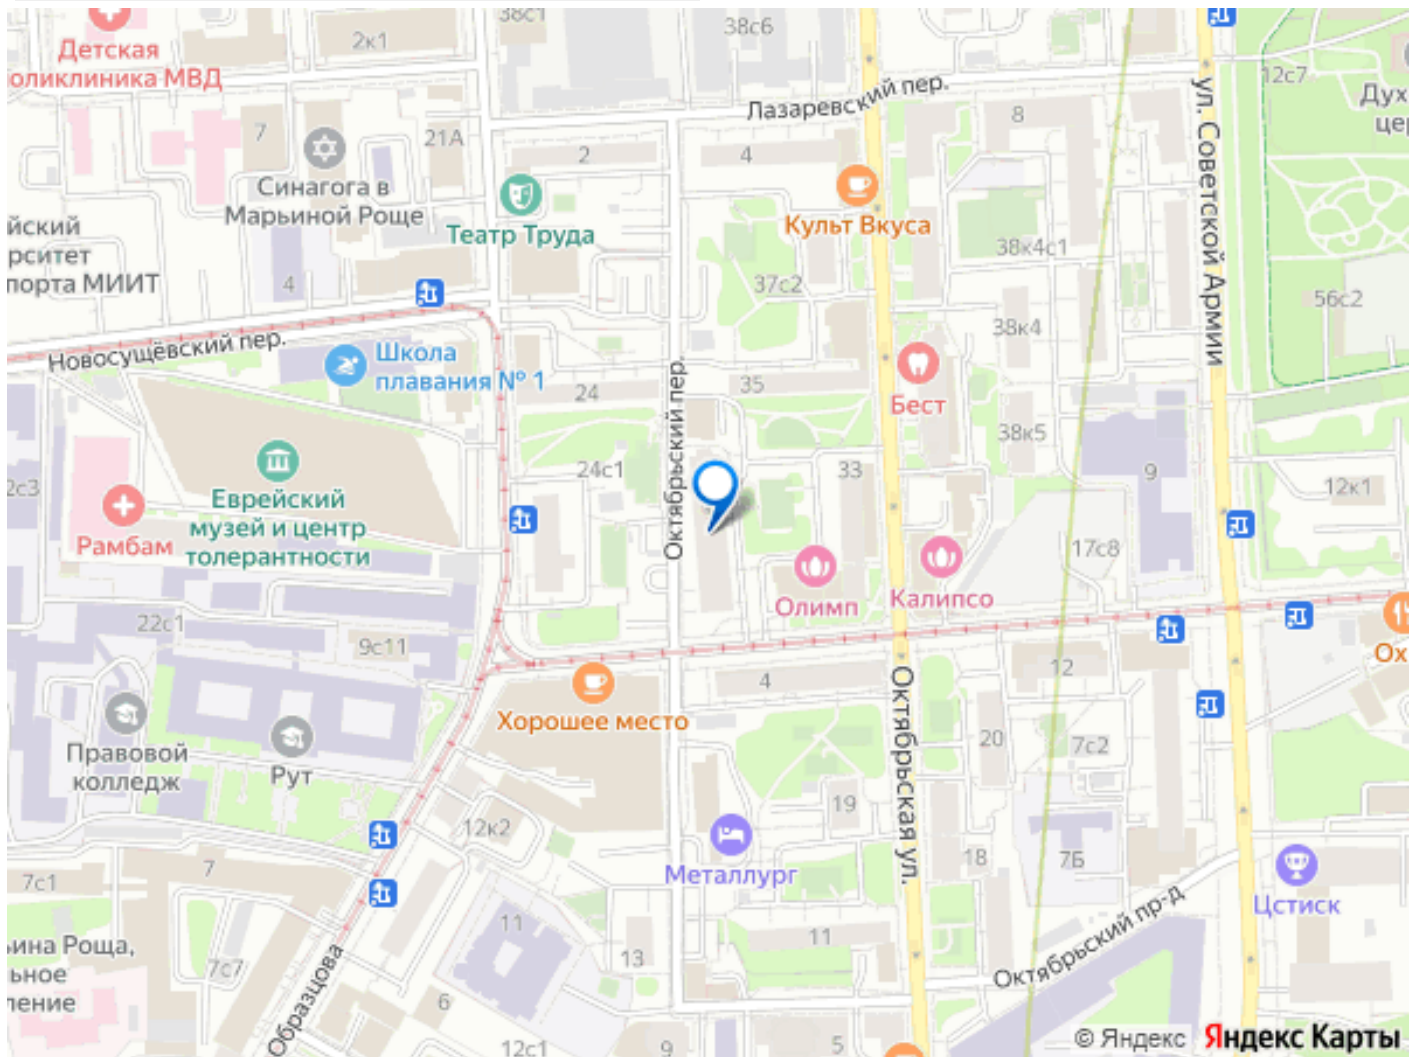 38с1
38с6
Детская
оликлиника МВД
2к1
12с7
Лазаревский пер.
Дух
це
ул. Советской Армии
7
21А
2
4
8
Синагога в
Марьиной Роще
Театр Труда
Культ Вкуса
йский
рситет
порта МИИТ
4
37с2
38к4с1
56с2
Новосущёвский пер.
Школа
плавания № 1
38к4
24
35
Бест
Октябрьский пер.
38к5
2с3
24с1
33
9
12к1
Еврейский
музей и центр
толерантности
Рамбам
17с8
Олимп
Калипсо
22с1
9с11
Ох
4
12
Хорошее место
Октябрьская ул.
20
7с2
Правовой
колледж
Рут
19
12к2
Металлург
18
7Б
7с1
7
Цстиск
Октябрьский пр-д
11
11
ьина Роща,
ьное
ление
7с7
13
6
Образцова
12с1
9
5
© Яндекс Яндекс Карты